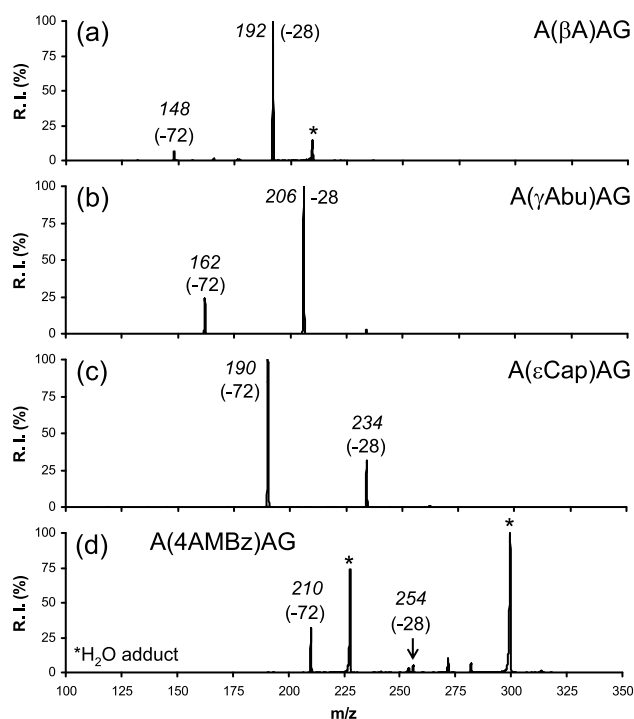 (a)
A(βA)AG
192 (-28)
148
(-72)
*
R. I. (%)
100
75
50
25
0
(b)
A(γAbu)AG
206 -28
162
(-72)
R. I. (%)
100
75
50
25
0
(c)
A(εCap)AG
190
(-72)
234
(-28)
R. I. (%)
100
75
50
25
0
(d)
A(4AMBz)AG
*
*
210
(-72)
254
(-28)
*H₂O adduct
R. I. (%)
100
75
50
25
0
100 125 150 175 200 225 250 275 300 325 350
m/z